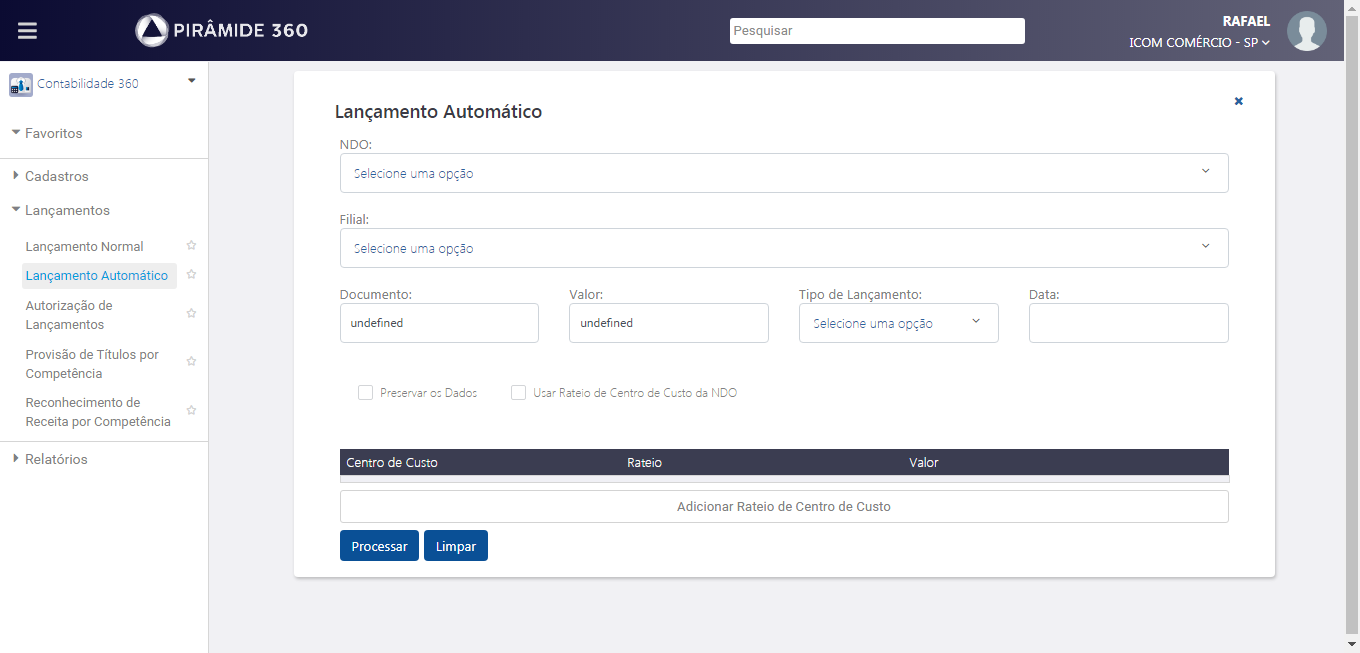 PIRÂMIDE 360
Pesquisar
RAFAEL
ICOM COMÉRCIO - SP
Contabilidade 360
Favoritos
Cadastros
Lançamentos
Lançamento Normal
Lançamento Automático
Autorização de
Lançamentos
Provisão de Títulos por
Competência
Reconhecimento de
Receita por Competência
Relatórios
Lançamento Automático
NDO:
Selecione uma opção
Filial:
Selecione uma opção
Documento: Valor: Tipo de Lançamento: Data:
undefined undefined Selecione uma opção
Preservar os Dados Usar Rateio de Centro de Custo da NDO
Centro de Custo Rateio Valor
Adicionar Rateio de Centro de Custo
Processar Limpar